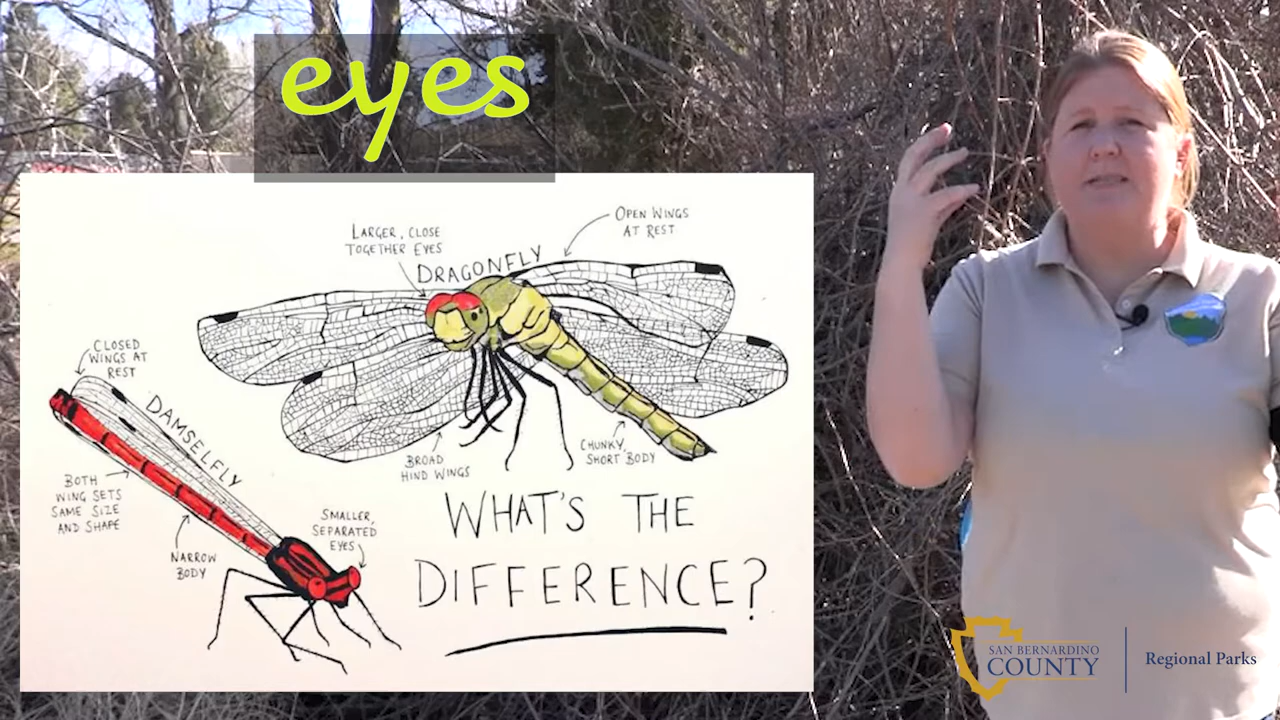 eyes
LARGER, CLOSE
TOGETHER EYES
OPEN WINGS
AT REST
DRAGONFLY
CLOSED
WINGS AT
REST
DAMSELFLY
BOTH
WING SETS
SAME SIZE
AND SHAPE
NARROW
BODY
SMALLER,
SEPARATED
EYES
BROAD
HIND WINGS
CHUNKY,
SHORT BODY
WHAT'S THE
DIFFERENCE?
SAN BERNARDINO
COUNTY
Regional Parks